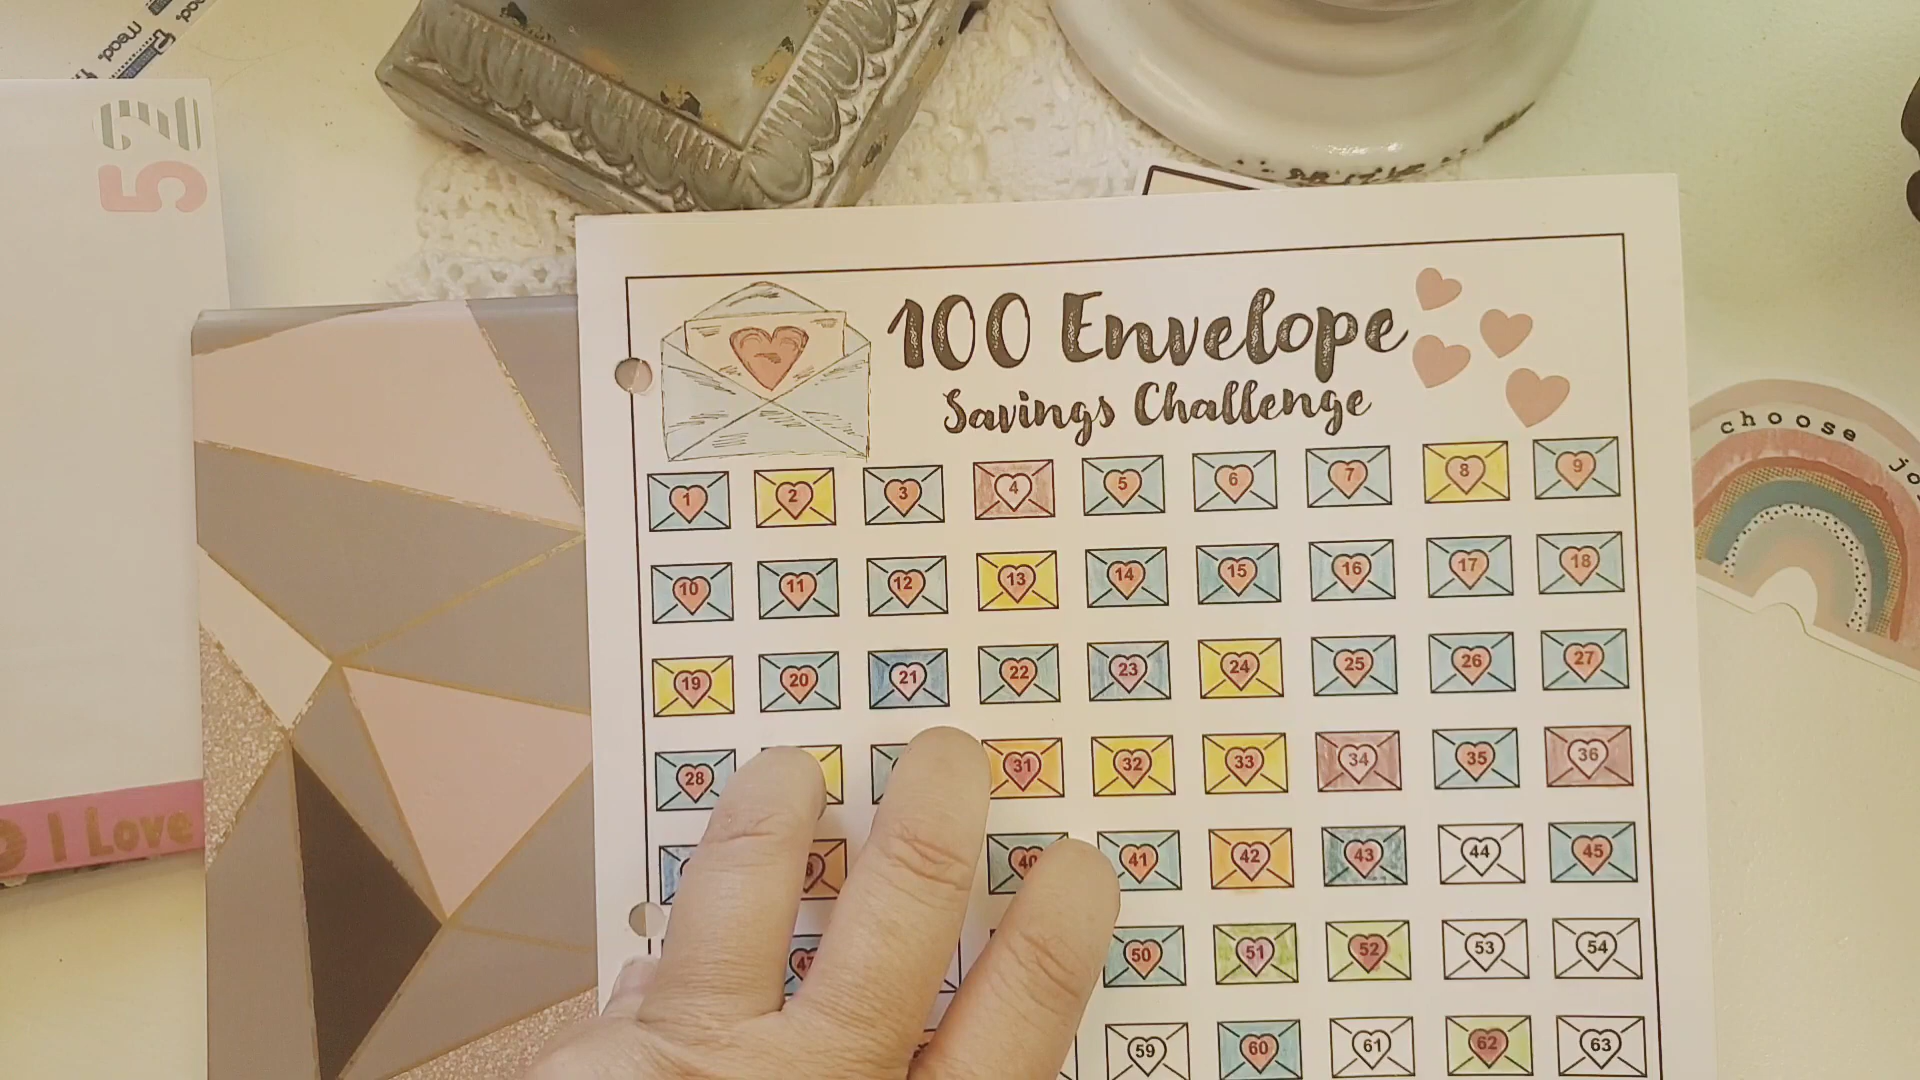 Mead.
52
I Love
100 Envelope
Savings Challenge
choose
1 2 3 4 5 6 7 8 9
10 11 12 13 14 15 16 17 18
19 20 21 22 23 24 25 26 27
28 31 32 33 34 35 36
40 41 42 43 44 45
47 50 51 52 53 54
59 60 61 62 63